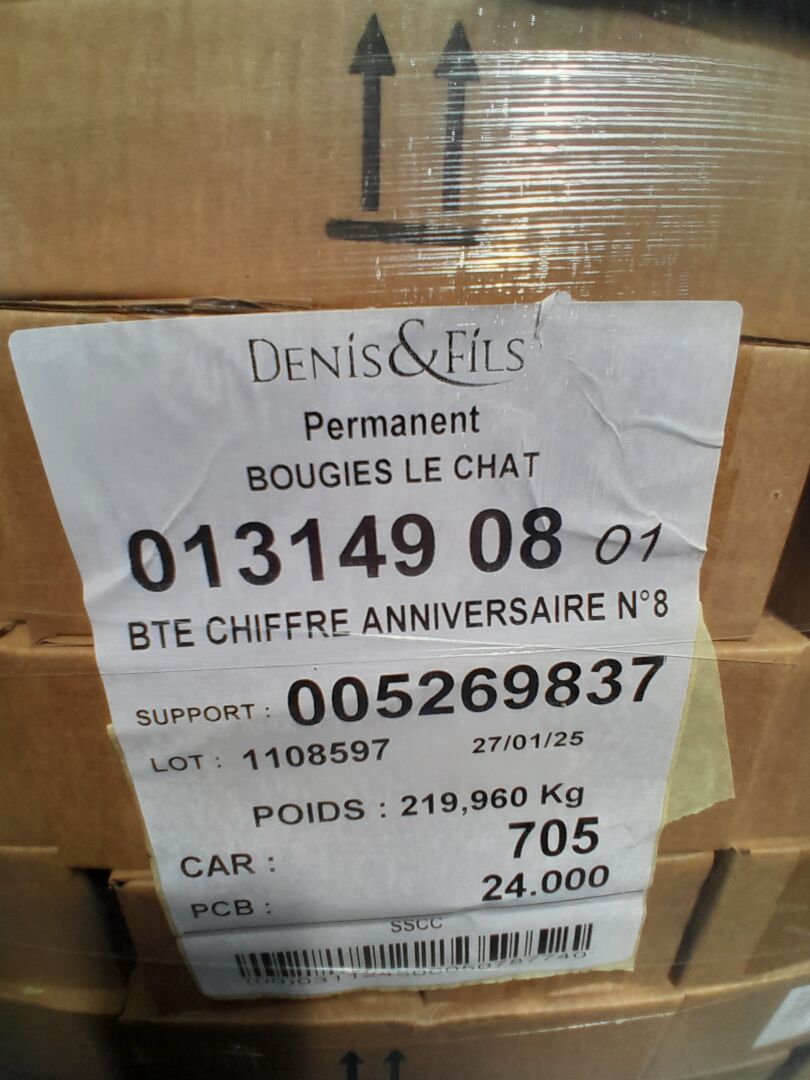 DENIS&FILS
Permanent
BOUGIES LE CHAT
013149 08 01
BTE CHIFFRE ANNIVERSAIRE N°8
SUPPORT : 005269837
LOT : 1108597 27/01/25
POIDS : 219,960 Kg
CAR : 705
PCB : 24.000
SSCC